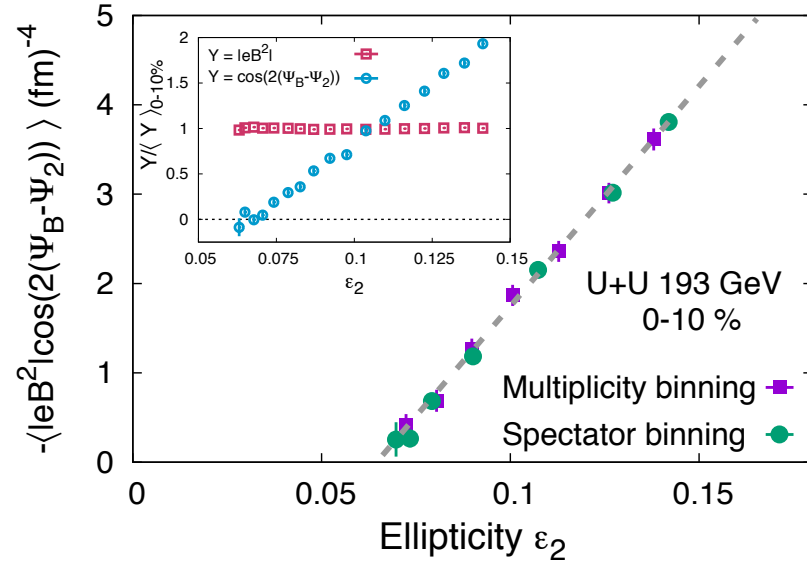 -⟨|eB²|cos(2(Ψ_B-Ψ_2)) ⟩ (fm)⁻⁴
5
4
3
2
1
0
0
0.05
0.1
0.15
Ellipticity ε₂
U+U 193 GeV
0-10 %
Multiplicity binning
Spectator binning
Y/⟨ Y ⟩_{0-10%}
2
1.5
1
0.5
0
0.05
0.075
0.1
0.125
0.15
ε₂
Y = |eB²|
Y = cos(2(Ψ_B-Ψ_2))